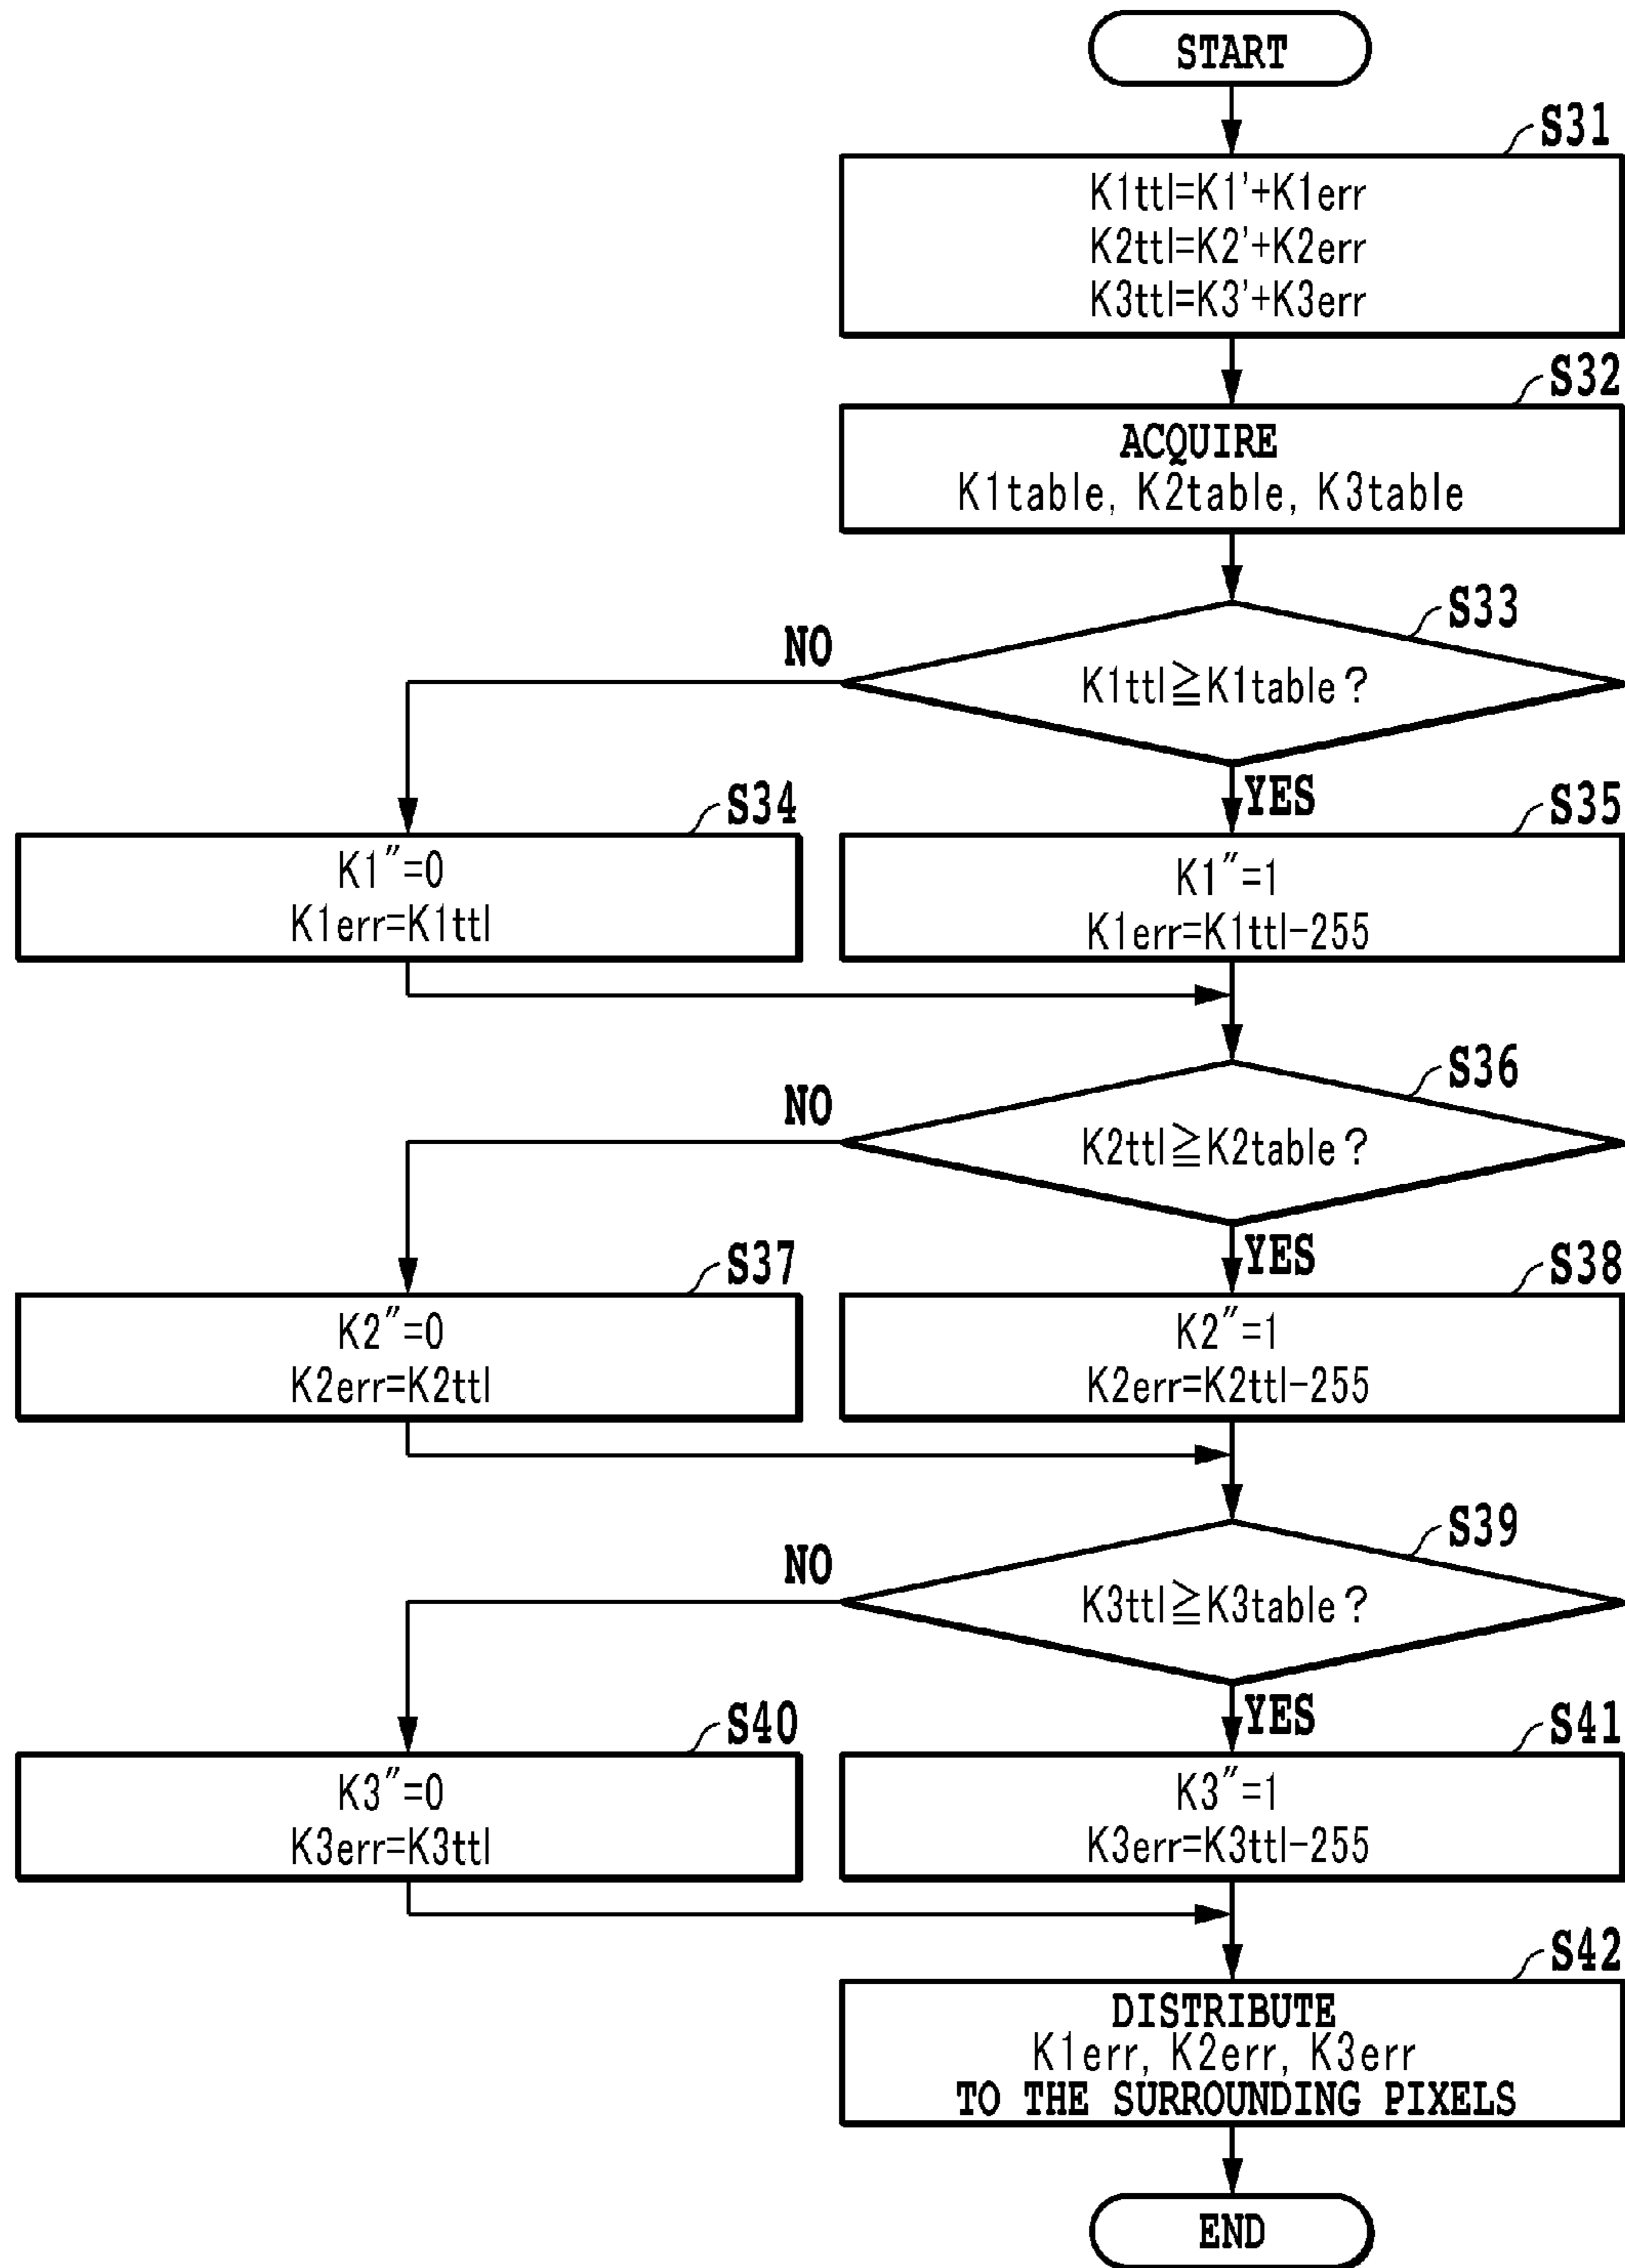 START
S31
K1ttl=K1'+K1err
K2ttl=K2'+K2err
K3ttl=K3'+K3err
S32
ACQUIRE
K1table, K2table, K3table
S33
NO
K1ttl≧K1table?
YES
S34
K1″=0
K1err=K1ttl
S35
K1″=1
K1err=K1ttl-255
S36
NO
K2ttl≧K2table?
YES
S37
K2″=0
K2err=K2ttl
S38
K2″=1
K2err=K2ttl-255
S39
NO
K3ttl≧K3table?
YES
S40
K3″=0
K3err=K3ttl
S41
K3″=1
K3err=K3ttl-255
S42
DISTRIBUTE
K1err, K2err, K3err
TO THE SURROUNDING PIXELS
END